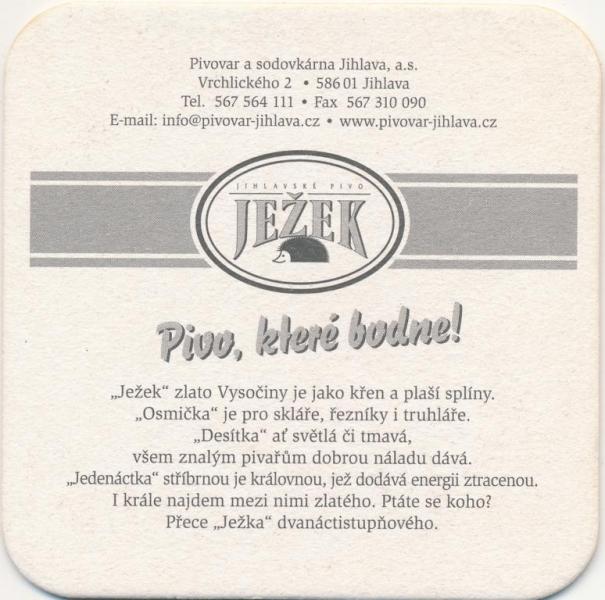 Pivovar a sodovkárna Jihlava, a.s.
Vrchlického 2 • 586 01 Jihlava
Tel. 567 564 111 • Fax 567 310 090
E-mail: info@pivovar-jihlava.cz • www.pivovar-jihlava.cz
JIHLAVSKÉ PIVO
JEŽEK
Pivo, které bodne!
„Ježek“ zlato Vysočiny je jako křen a plaší splíny.
„Osmička“ je pro skláře, řezníky i truhláře.
„Desítka“ ať světlá či tmavá,
všem znalým pivařům dobrou náladu dává.
„Jedenáctka“ stříbrnou je královnou, jež dodává energii ztracenou.
I krále najdem mezi nimi zlatého. Ptáte se koho?
Přece „Ježka“ dvanáctistupňového.